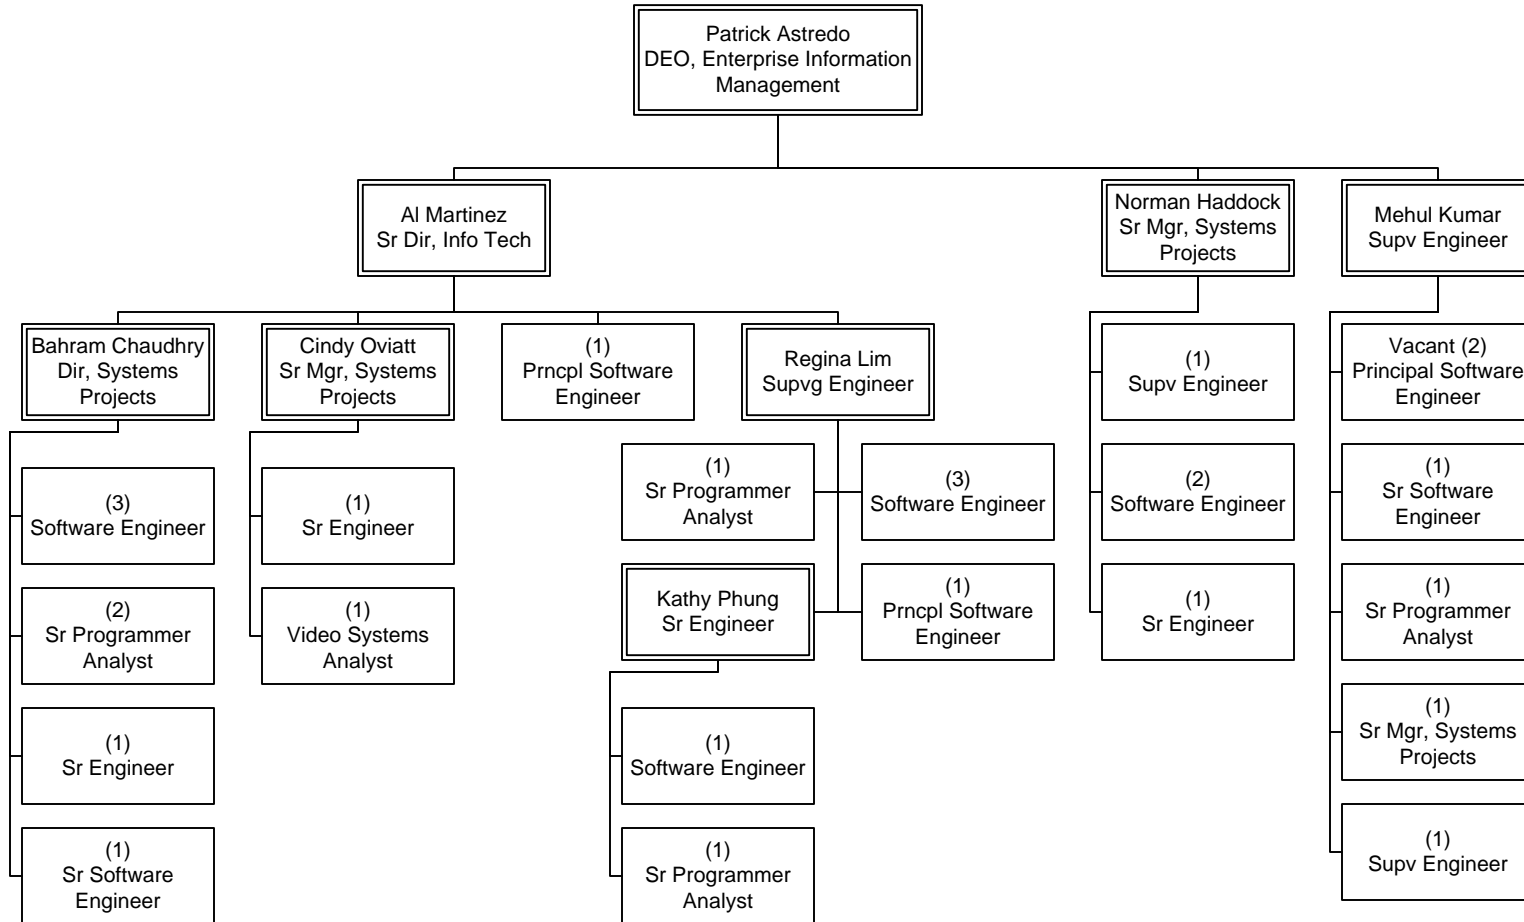 Patrick Astredo
DEO, Enterprise Information
Management
Al Martinez
Sr Dir, Info Tech
Norman Haddock
Sr Mgr, Systems
Projects
Mehul Kumar
Supv Engineer
Bahram Chaudhry
Dir, Systems
Projects
Cindy Oviatt
Sr Mgr, Systems
Projects
(1)
Prncpl Software
Engineer
Regina Lim
Supvg Engineer
(1)
Supv Engineer
Vacant (2)
Principal Software
Engineer
(3)
Software Engineer
(1)
Sr Engineer
(1)
Sr Programmer
Analyst
(3)
Software Engineer
(2)
Software Engineer
(1)
Sr Software
Engineer
(2)
Sr Programmer
Analyst
(1)
Video Systems
Analyst
Kathy Phung
Sr Engineer
(1)
Prncpl Software
Engineer
(1)
Sr Engineer
(1)
Sr Programmer
Analyst
(1)
Sr Engineer
(1)
Software Engineer
(1)
Sr Mgr, Systems
Projects
(1)
Sr Software
Engineer
(1)
Sr Programmer
Analyst
(1)
Supv Engineer